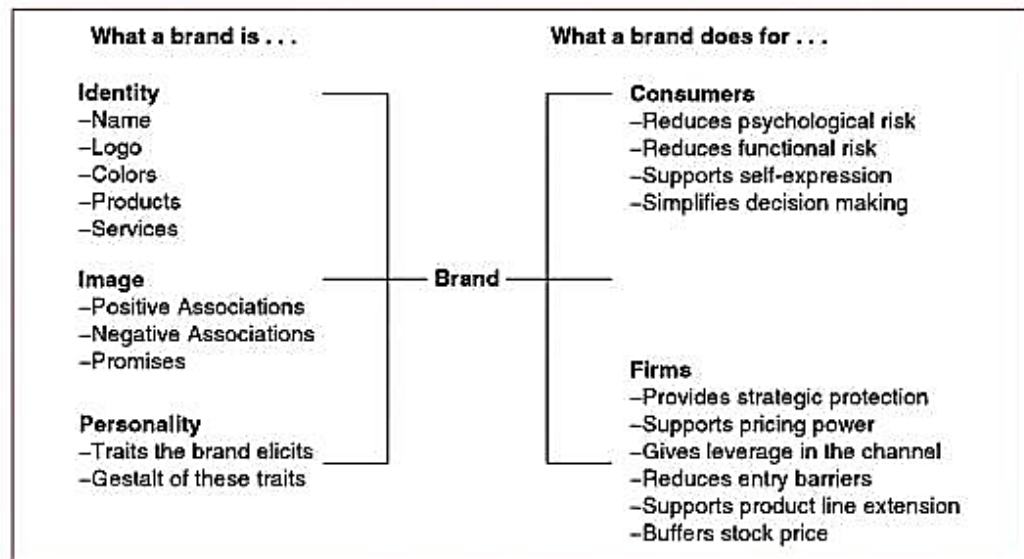 What a brand is . . .
Identity
–Name
–Logo
–Colors
–Products
–Services
Image
–Positive Associations
–Negative Associations
–Promises
Personality
–Traits the brand elicits
–Gestalt of these traits
Brand
What a brand does for . . .
Consumers
–Reduces psychological risk
–Reduces functional risk
–Supports self-expression
–Simplifies decision making
Firms
–Provides strategic protection
–Supports pricing power
–Gives leverage in the channel
–Reduces entry barriers
–Supports product line extension
–Buffers stock price